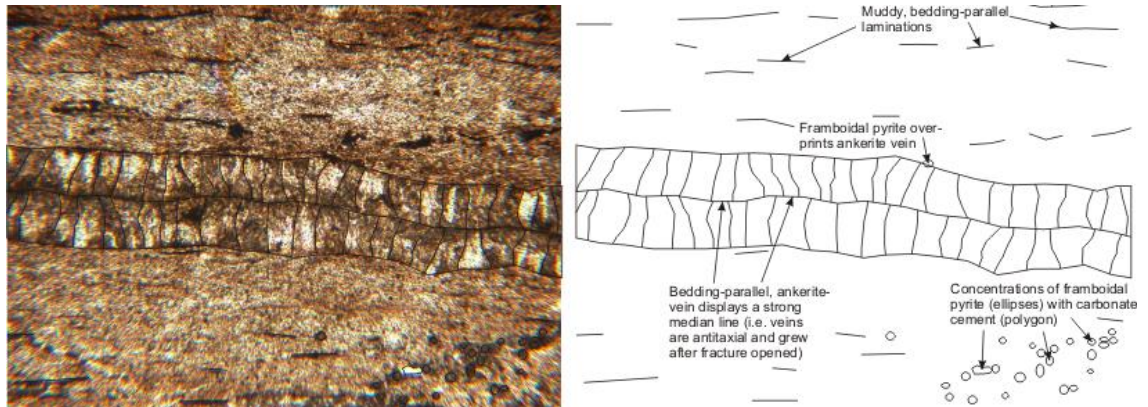 Muddy, bedding-parallel
laminations
Framboidal pyrite over-
prints ankerite vein
Bedding-parallel, ankerite-
vein displays a strong
median line (i.e. veins
are antitaxial and grew
after fracture opened)
Concentrations of framboidal
pyrite (ellipses) with carbonate
cement (polygon)